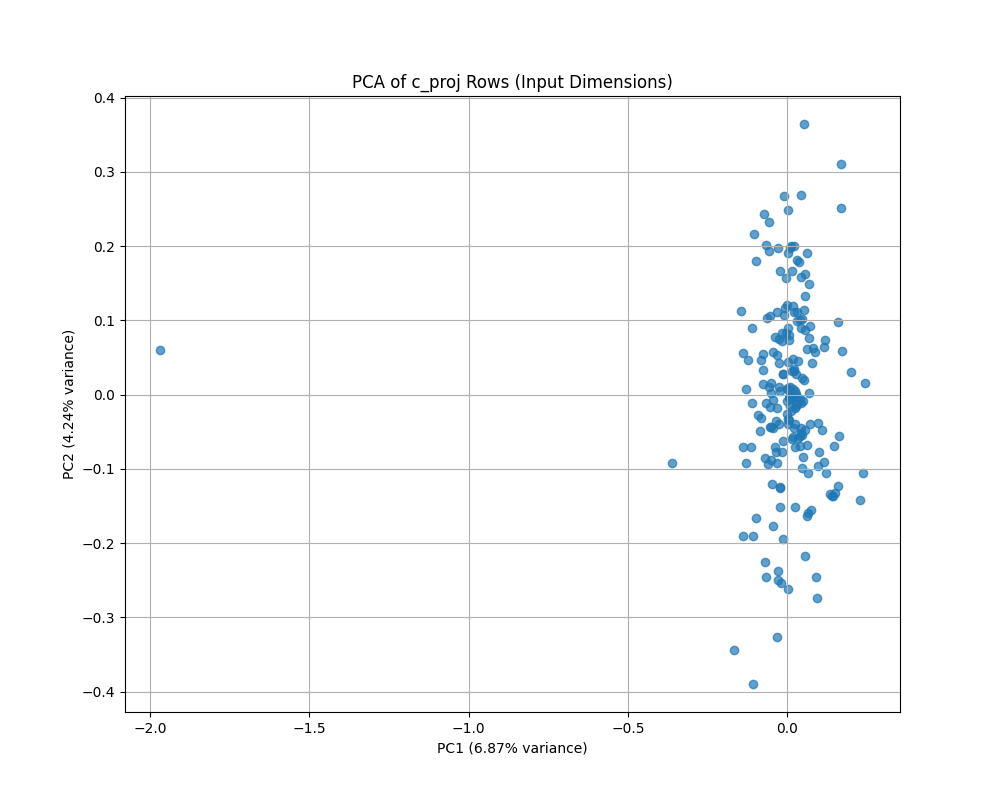 PCA of c_proj Rows (Input Dimensions)
PC2 (4.24% variance)
0.4
0.3
0.2
0.1
0.0
−0.1
−0.2
−0.3
−0.4
−2.0 −1.5 −1.0 −0.5 0.0
PC1 (6.87% variance)